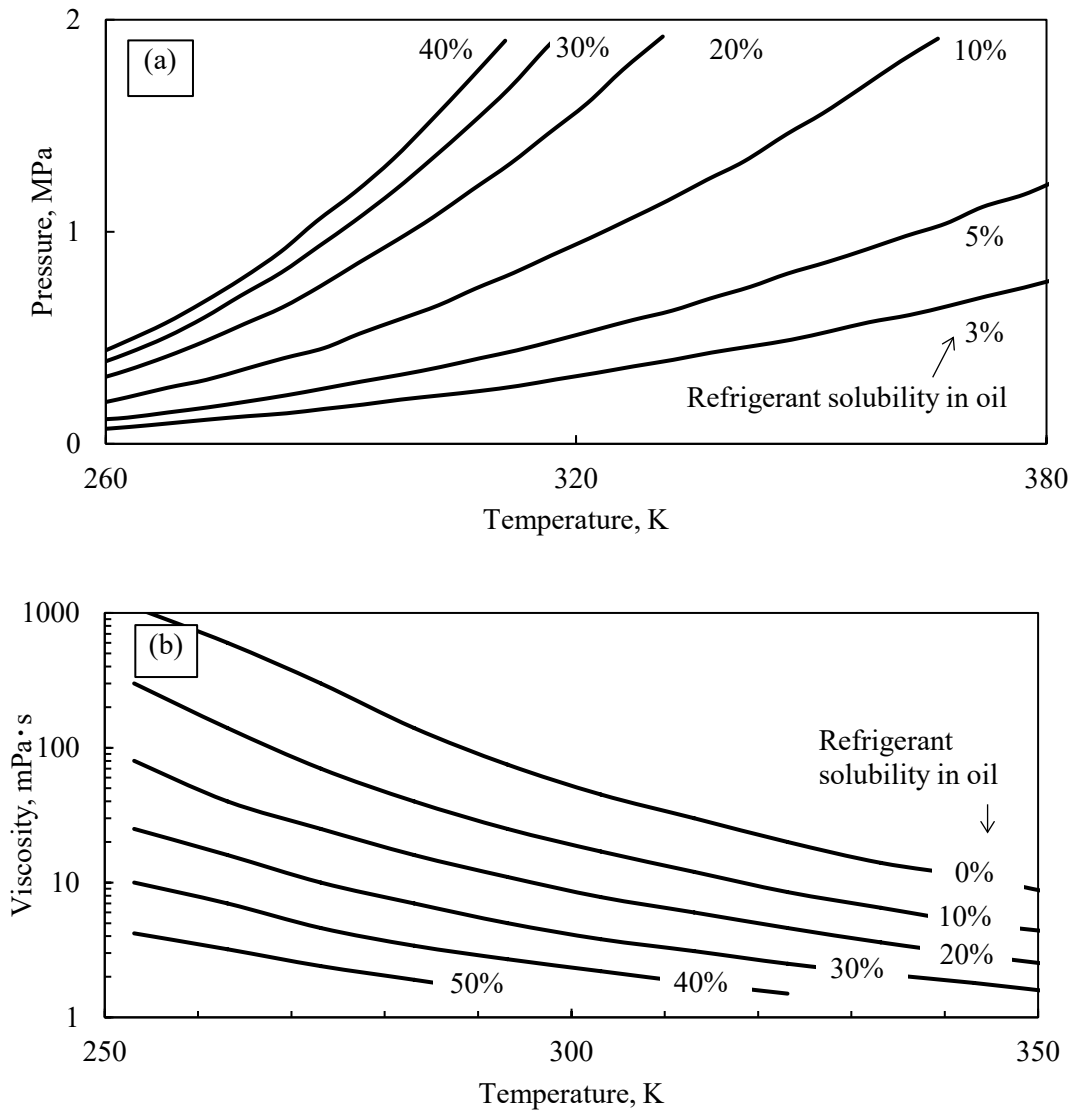 2
(a)
40%
30%
20%
10%
Pressure, MPa
1
5%
3%
Refrigerant solubility in oil
0
260
320
380
Temperature, K
1000
(b)
Refrigerant
solubility in oil
100
Viscosity, mPa・s
0%
10
10%
20%
30%
40%
50%
1
250
300
350
Temperature, K